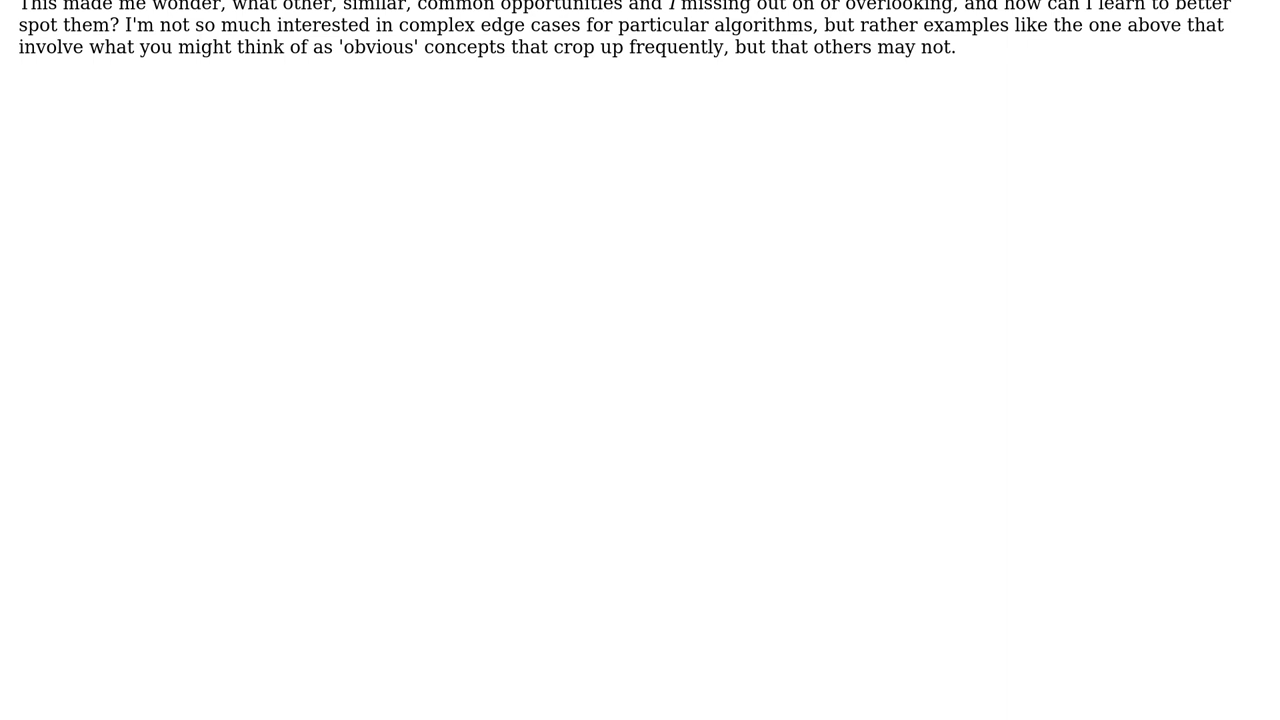 This made me wonder, what other, similar, common opportunities and I missing out on or overlooking, and how can I learn to better
spot them? I'm not so much interested in complex edge cases for particular algorithms, but rather examples like the one above that
involve what you might think of as 'obvious' concepts that crop up frequently, but that others may not.